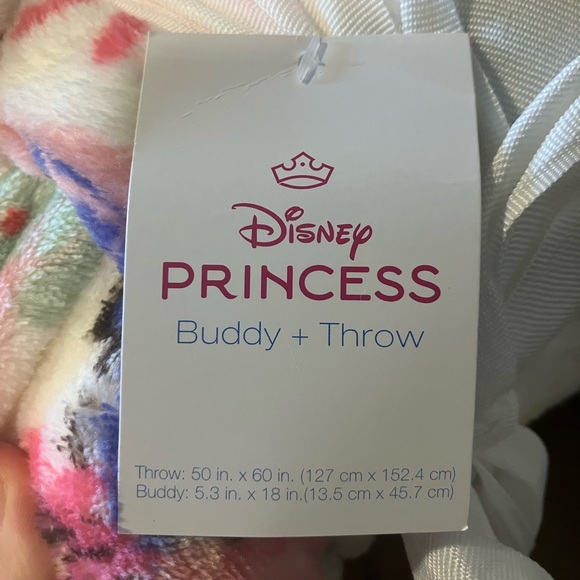 Disney
PRINCESS
Buddy + Throw
Throw: 50 in. x 60 in. (127 cm x 152.4 cm)
Buddy: 5.3 in. x 18 in.(13.5 cm x 45.7 cm)